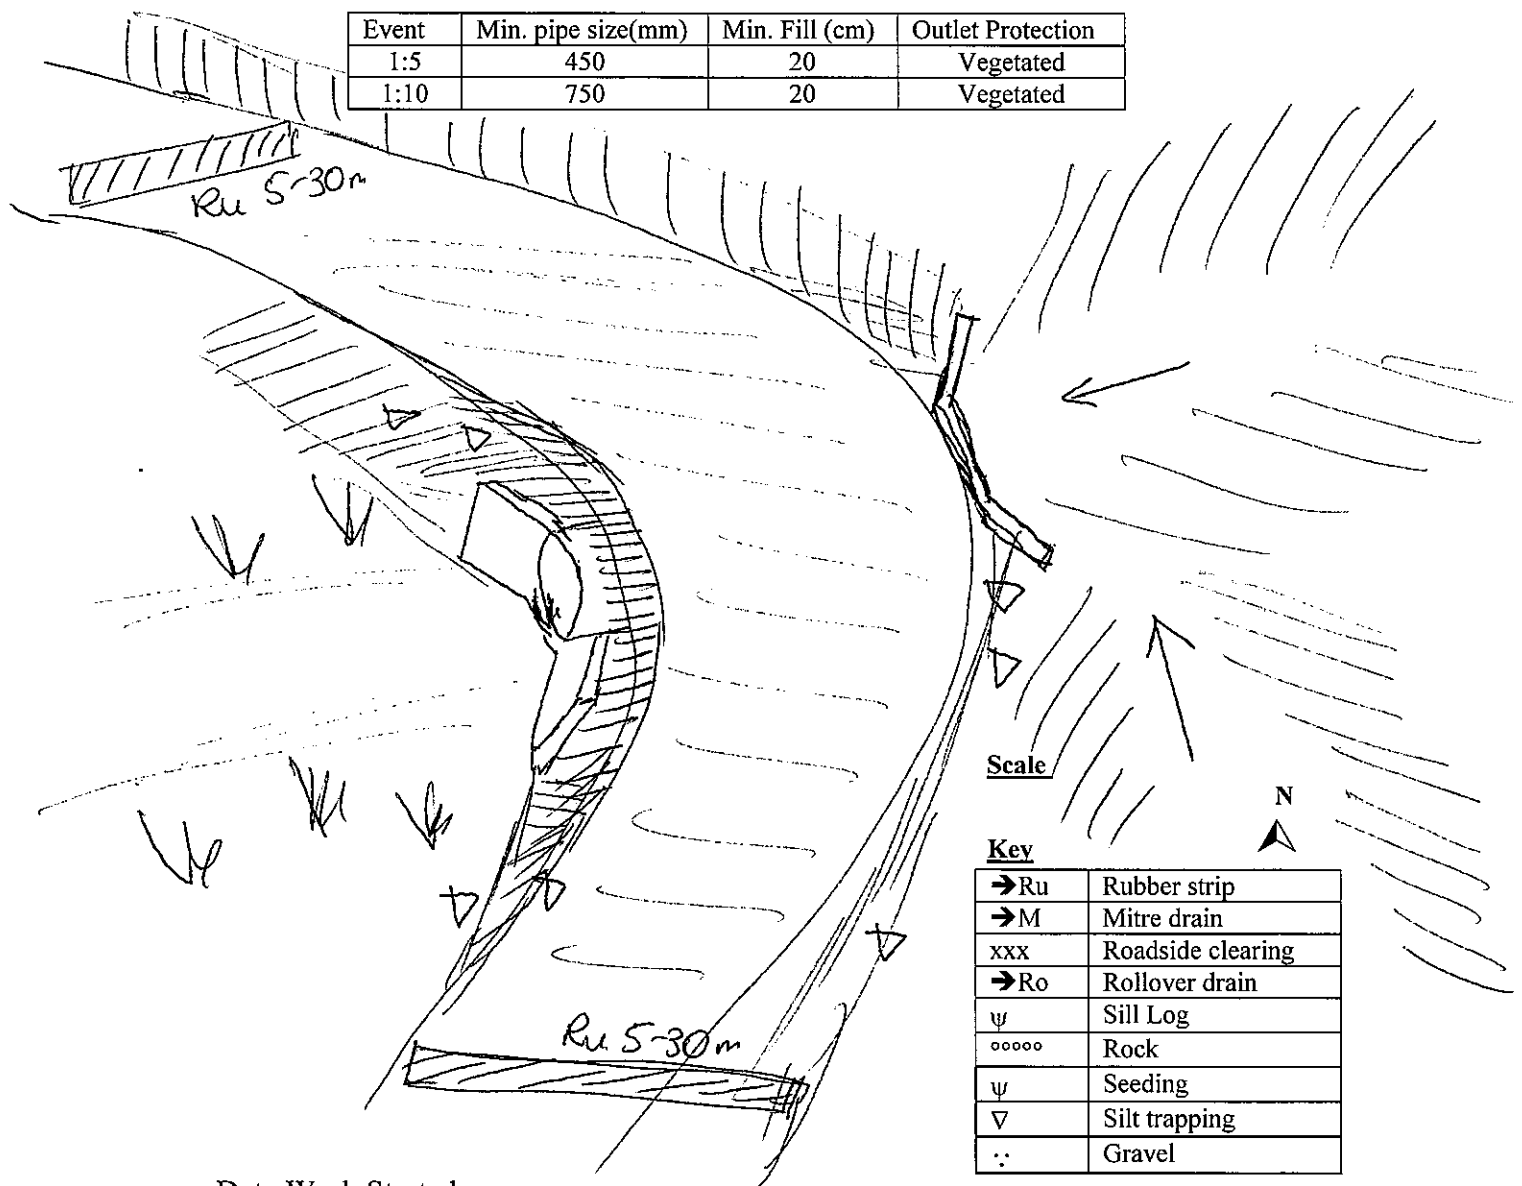 Event Min. pipe size(mm) Min. Fill (cm) Outlet Protection
1:5 450 20 Vegetated
1:10 750 20 Vegetated
Ru 5-30m
Scale
N
Key
➔Ru Rubber strip
➔M Mitre drain
xxx Roadside clearing
➔Ro Rollover drain
ψ Sill Log
ooooo Rock
ψ Seeding
∇ Silt trapping
∵ Gravel
Ru 5-30m